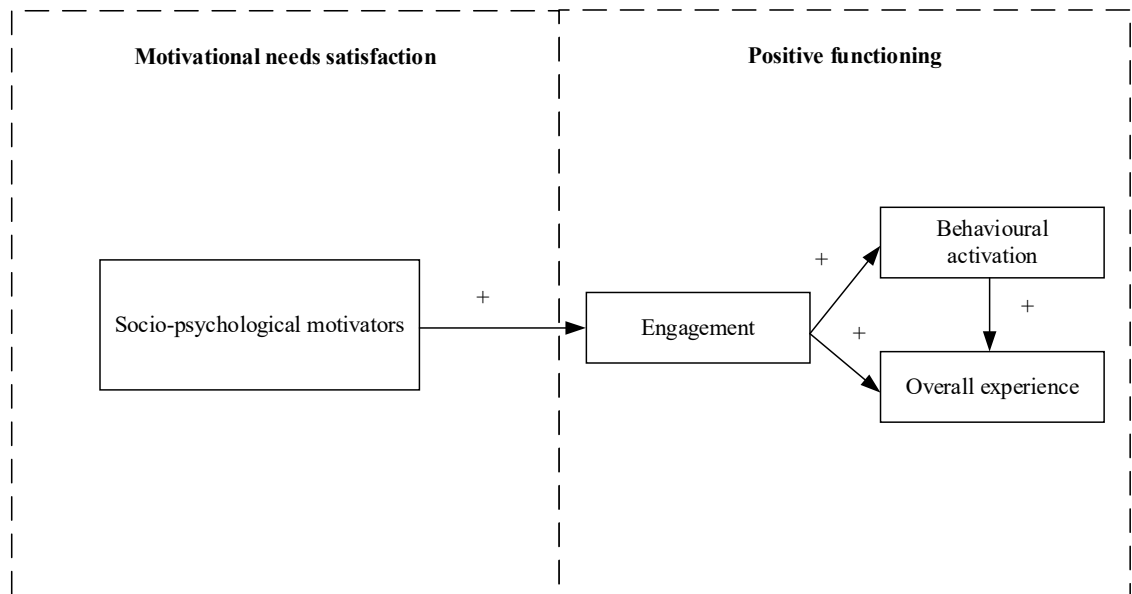 Motivational needs satisfaction
Positive functioning
Socio-psychological motivators
+
Engagement
+
+
Behavioural
activation
+
Overall experience